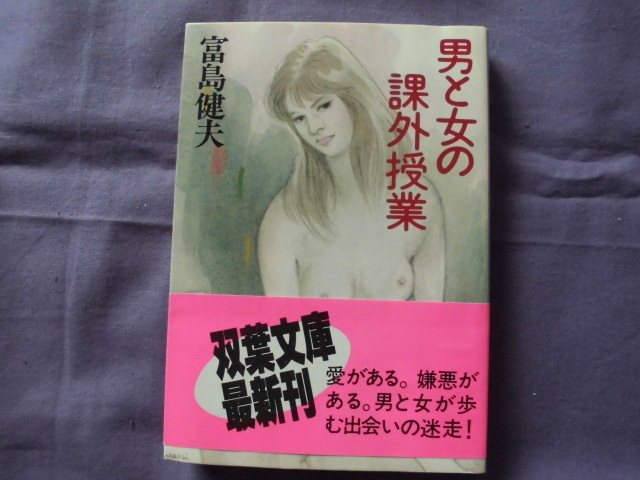 男と女の
課外授業
富島健夫
双葉文庫
最新刊
愛がある。嫌悪が
ある。男と女が歩
む出会いの迷走！